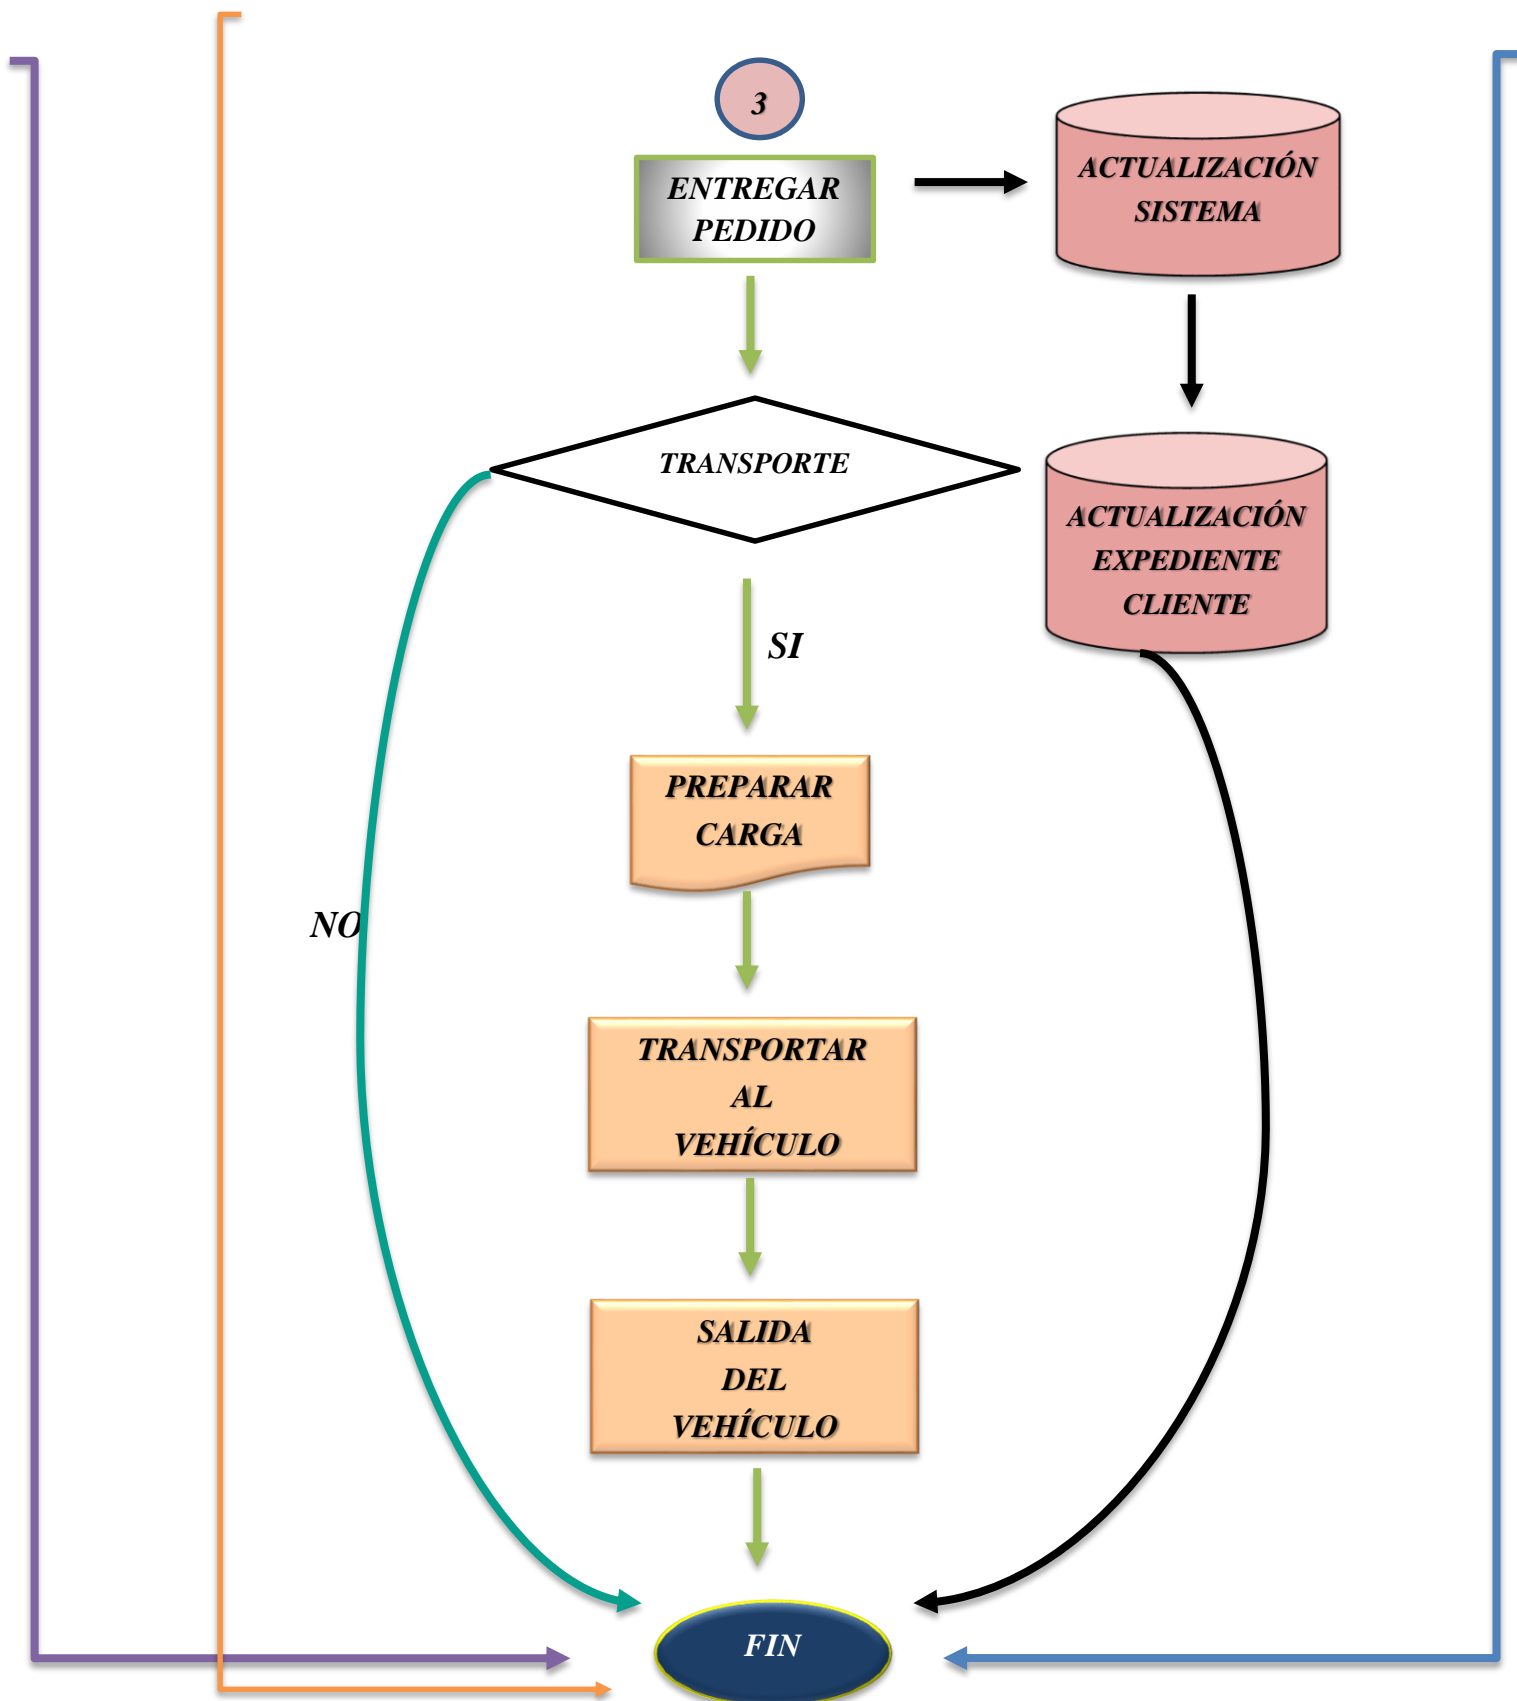 3
ENTREGAR
PEDIDO
ACTUALIZACIÓN
SISTEMA
TRANSPORTE
ACTUALIZACIÓN
EXPEDIENTE
CLIENTE
SI
PREPARAR
CARGA
NO
TRANSPORTAR
AL
VEHÍCULO
SALIDA
DEL
VEHÍCULO
FIN